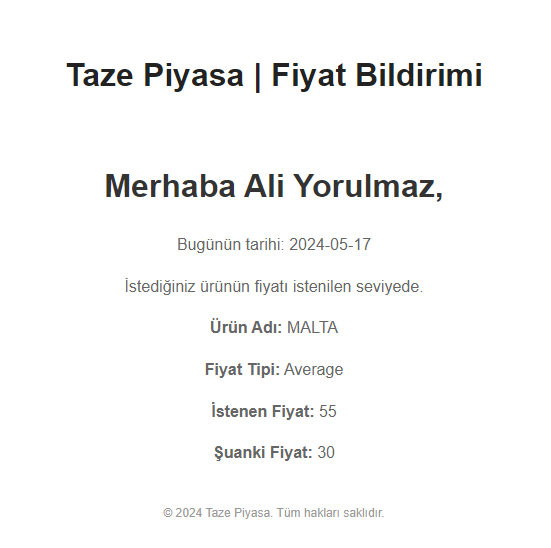 Taze Piyasa | Fiyat Bildirimi
Merhaba Ali Yorulmaz,
Bugünün tarihi: 2024-05-17
İstediğiniz ürünün fiyatı istenilen seviyede.
Ürün Adı: MALTA
Fiyat Tipi: Average
İstenen Fiyat: 55
Şuanki Fiyat: 30
© 2024 Taze Piyasa. Tüm hakları saklıdır.